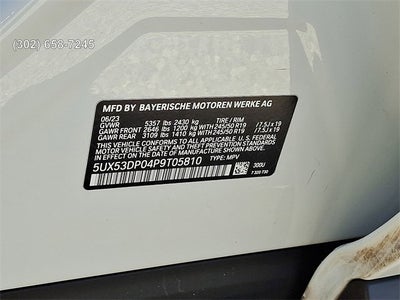 (302) 658-7245
MFD BY BAYERISCHE MOTOREN WERKE AG
06/23 5357 lbs 2430 kg TIRE / RIM
GVWR
GAWR FRONT 2646 lbs 1200 kg WITH 245/50 R19 /7.5J x 19
GAWR REAR 3109 lbs 1410 kg WITH 245/50 R19 /7.5J x 19
THIS VEHICLE CONFORMS TO ALL APPLICABLE U.S. FEDERAL
MOTOR VEHICLE SAFETY AND THEFT PREVENTION STANDARDS
IN EFFECT ON THE DATE OF MANUFACTURE SHOWN ABOVE.
5UX53DP04P9T05810 TYPE: MPV 300U